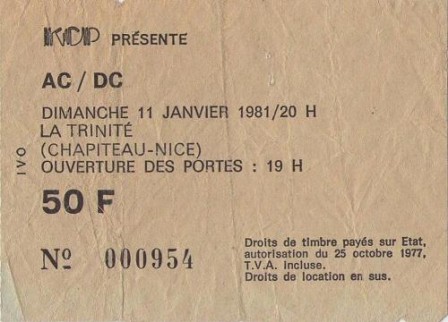 KCP PRÉSENTE
AC/DC
DIMANCHE 11 JANVIER 1981/20 H
LA TRINITÉ
(CHAPITEAU-NICE)
OUVERTURE DES PORTES : 19 H
IVO
50 F
Nº 000954
Droits de timbre payés sur Etat,
autorisation du 25 octobre 1977,
T.V.A. incluse.
Droits de location en sus.